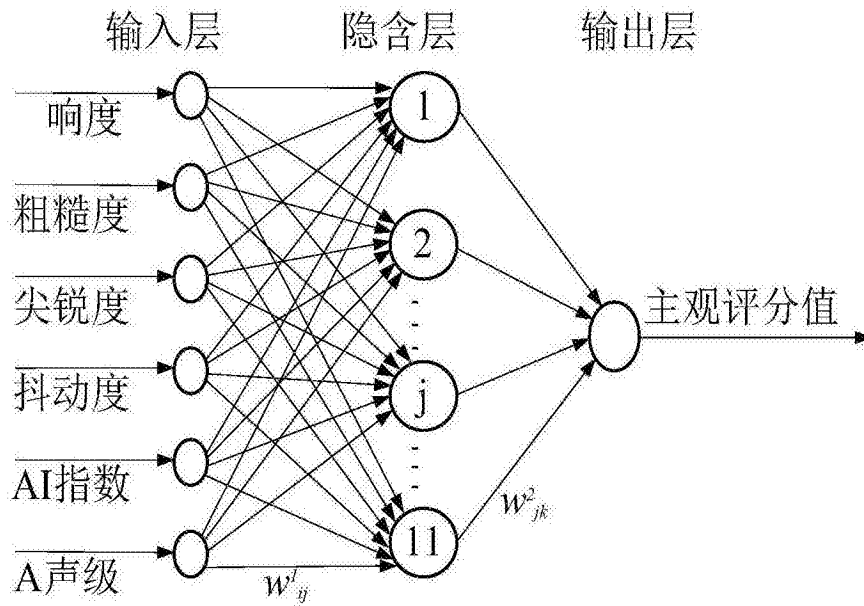 输入层 隐含层 输出层
响度
粗糙度
尖锐度
抖动度
AI指数
A声级
1
2
j
11
w¹ᵢⱼ
w²ⱼₖ
主观评分值